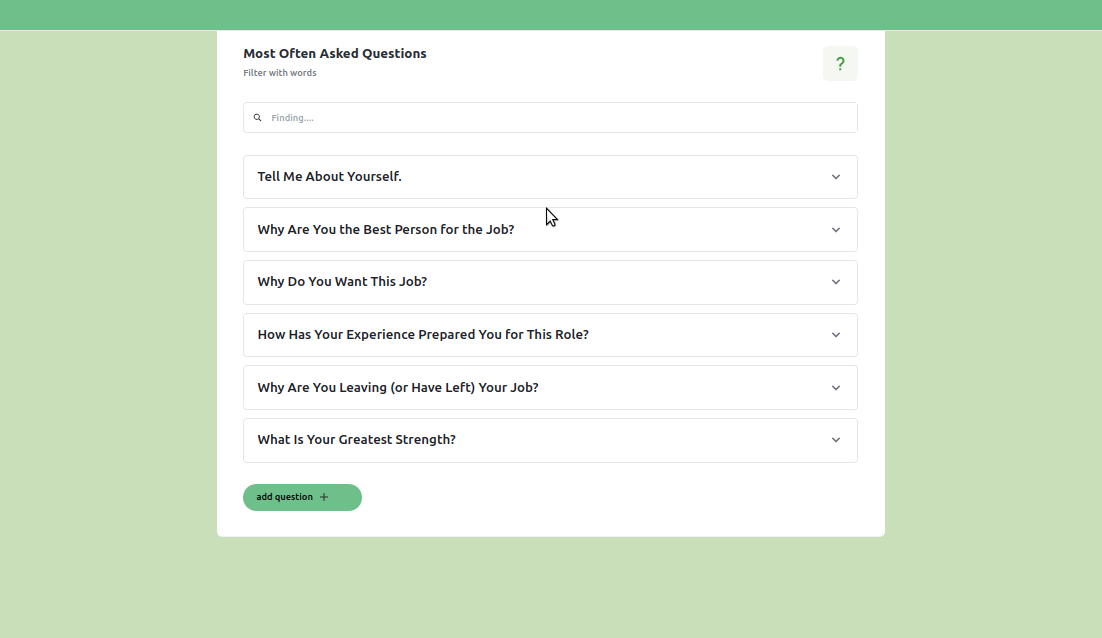 Most Often Asked Questions
Filter with words
?
Finding....
Tell Me About Yourself.
Why Are You the Best Person for the Job?
Why Do You Want This Job?
How Has Your Experience Prepared You for This Role?
Why Are You Leaving (or Have Left) Your Job?
What Is Your Greatest Strength?
add question +